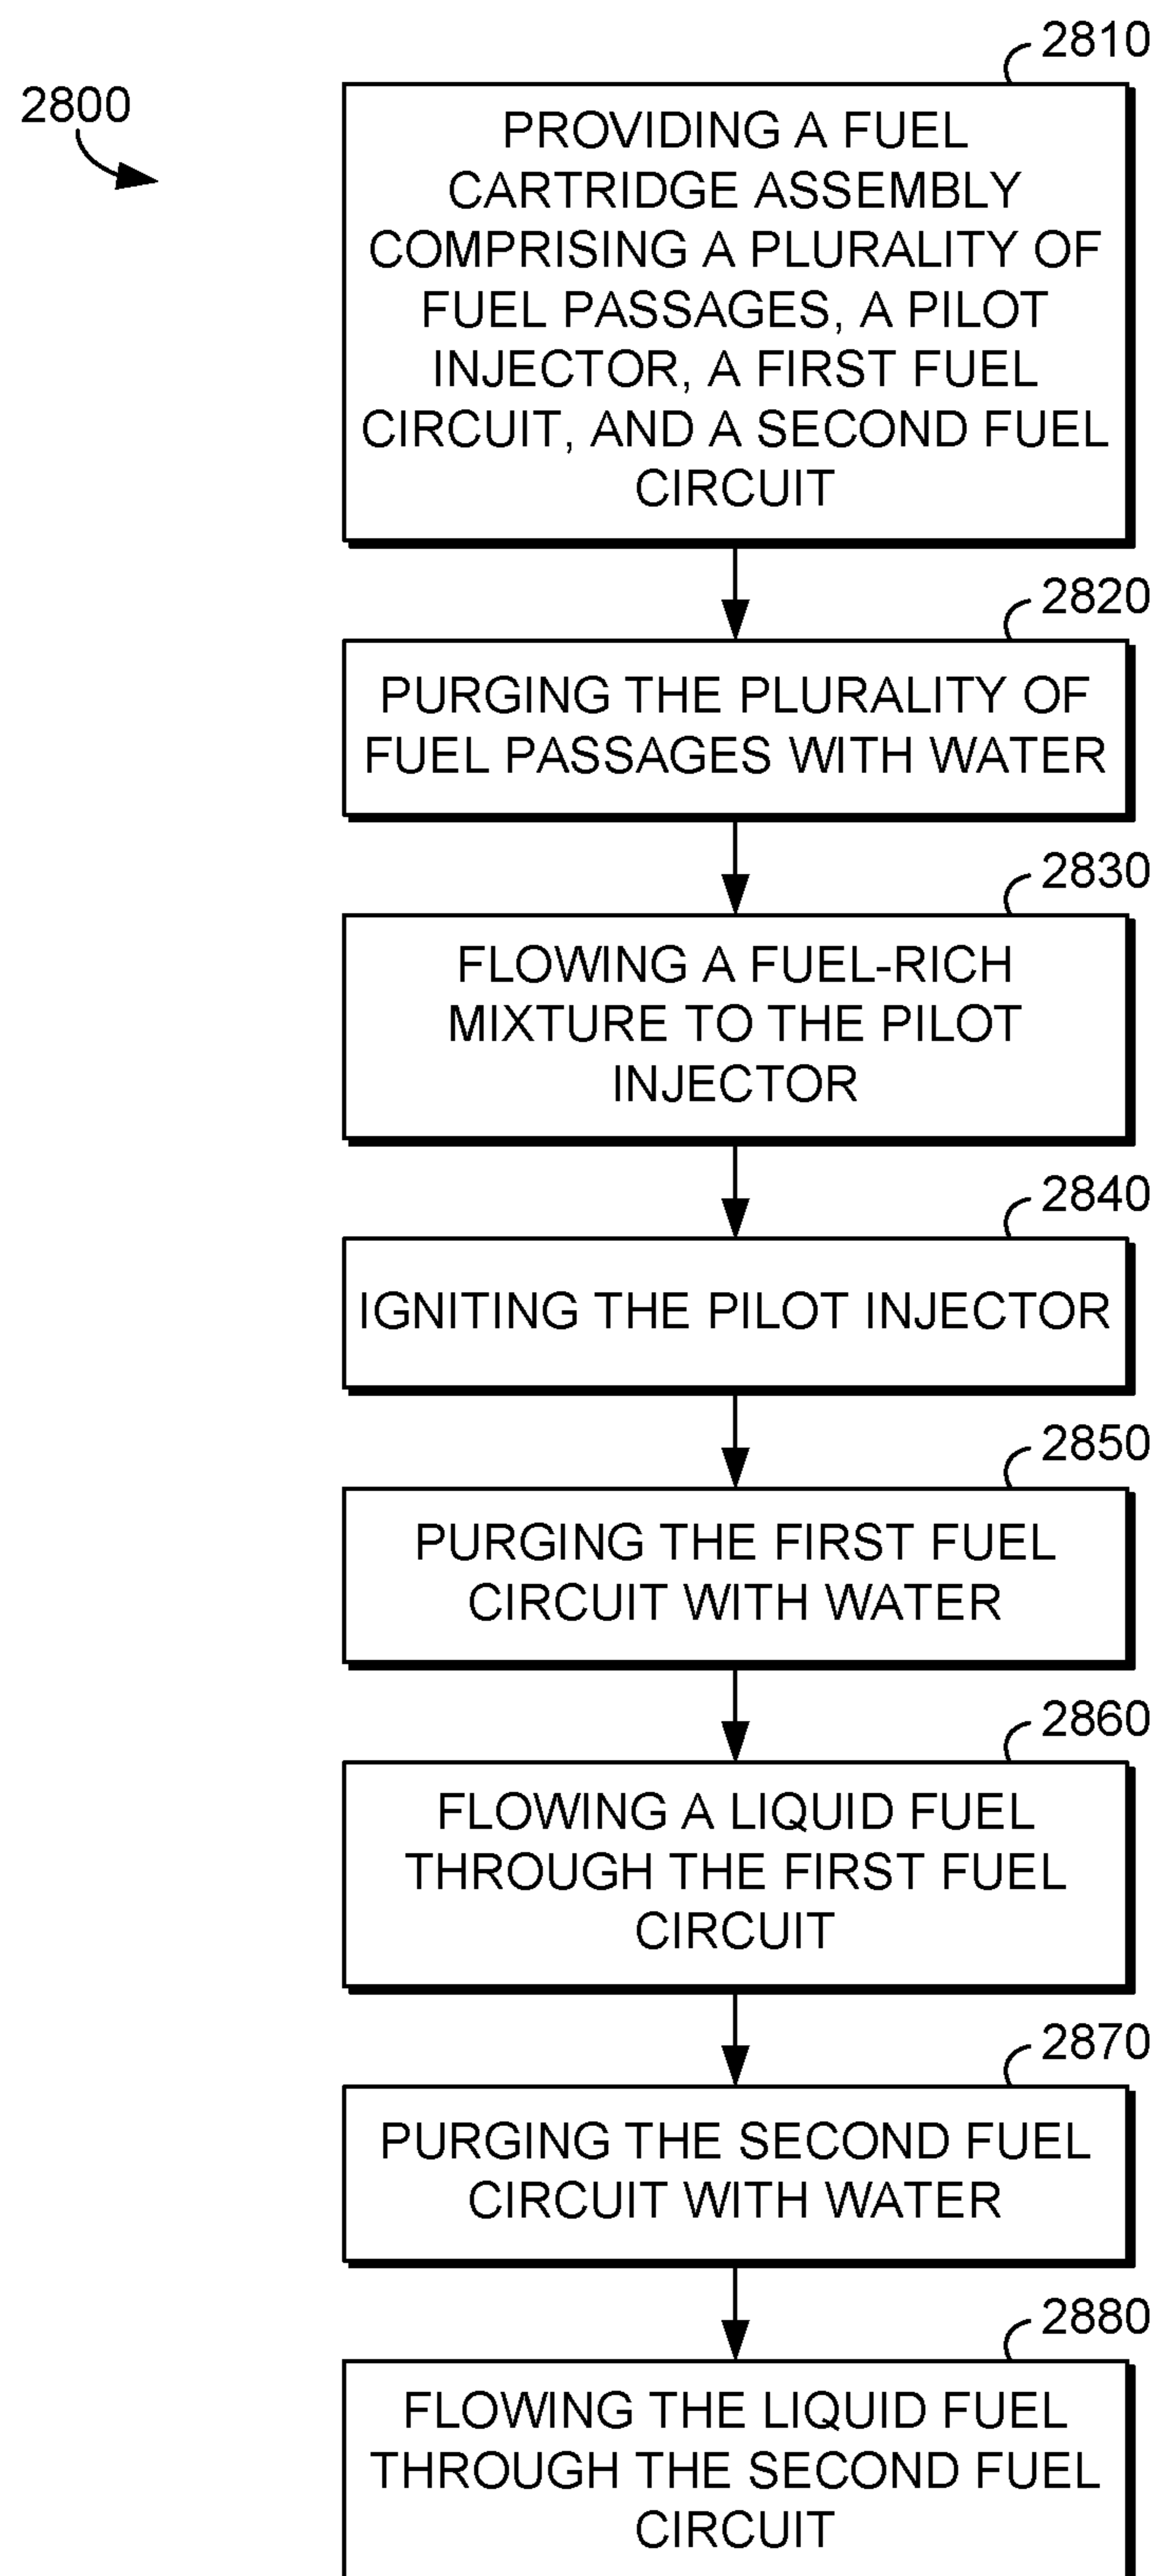 2810
2800
PROVIDING A FUEL
CARTRIDGE ASSEMBLY
COMPRISING A PLURALITY OF
FUEL PASSAGES, A PILOT
INJECTOR, A FIRST FUEL
CIRCUIT, AND A SECOND FUEL
CIRCUIT
2820
PURGING THE PLURALITY OF
FUEL PASSAGES WITH WATER
2830
FLOWING A FUEL-RICH
MIXTURE TO THE PILOT
INJECTOR
2840
IGNITING THE PILOT INJECTOR
2850
PURGING THE FIRST FUEL
CIRCUIT WITH WATER
2860
FLOWING A LIQUID FUEL
THROUGH THE FIRST FUEL
CIRCUIT
2870
PURGING THE SECOND FUEL
CIRCUIT WITH WATER
2880
FLOWING THE LIQUID FUEL
THROUGH THE SECOND FUEL
CIRCUIT